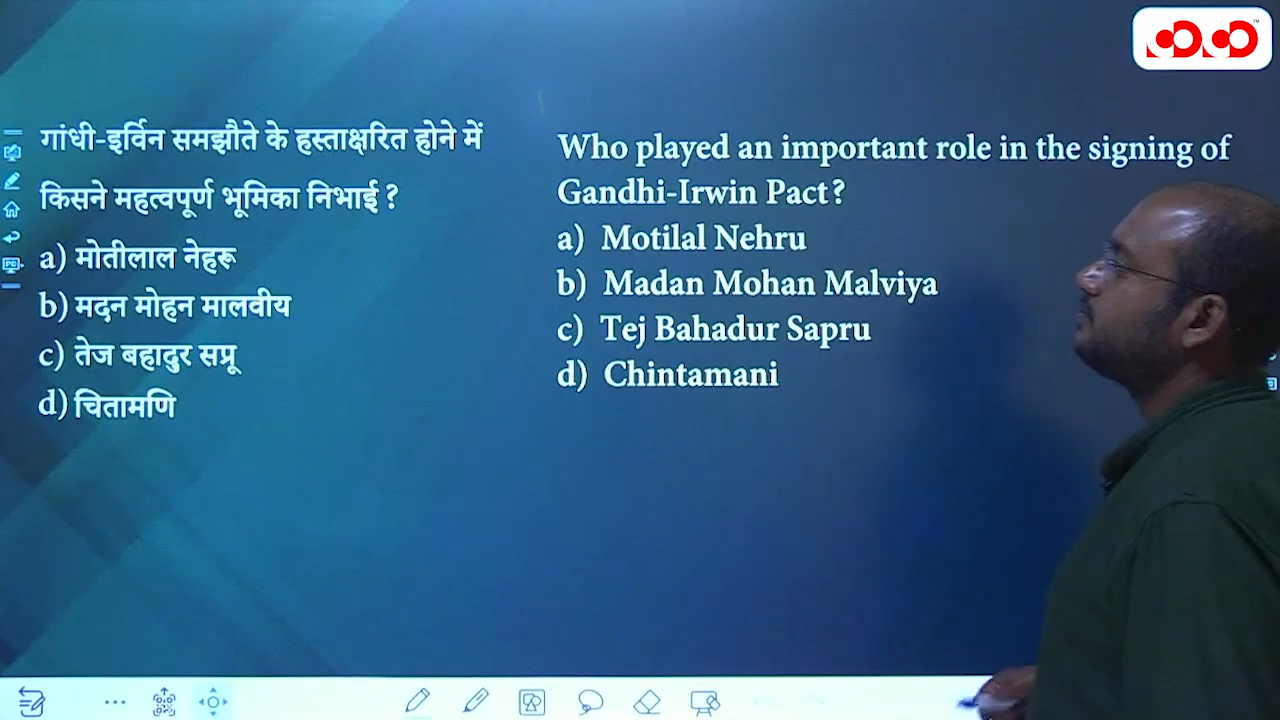 गांधी-इर्विन समझौते के हस्ताक्षरित होने में
किसने महत्वपूर्ण भूमिका निभाई ?
a) मोतीलाल नेहरू
b) मदन मोहन मालवीय
c) तेज बहादुर सप्रू
d) चिंतामणि
Who played an important role in the signing of
Gandhi-Irwin Pact?
a) Motilal Nehru
b) Madan Mohan Malviya
c) Tej Bahadur Sapru
d) Chintamani